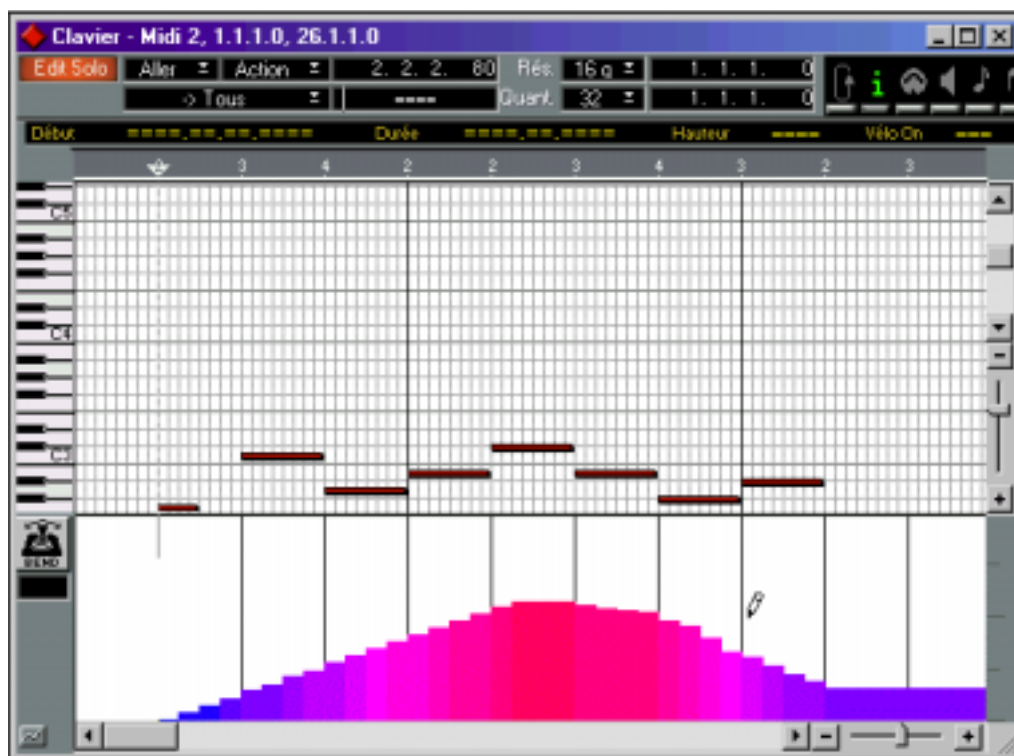 Clavier - Midi 2, 1.1.1.0, 26.1.1.0
Edit Solo Aller Action 2. 2. 2. 80 Rés. 16 q 1. 1. 1. 0
-> Tous ---- Quant. 32 1. 1. 1. 0
Début ----.--.--.---- Durée ----.--.---- Hauteur ---- Vélo On ---
3 4 2 2 3 4 3 2 3
C5
C4
C3
BEND